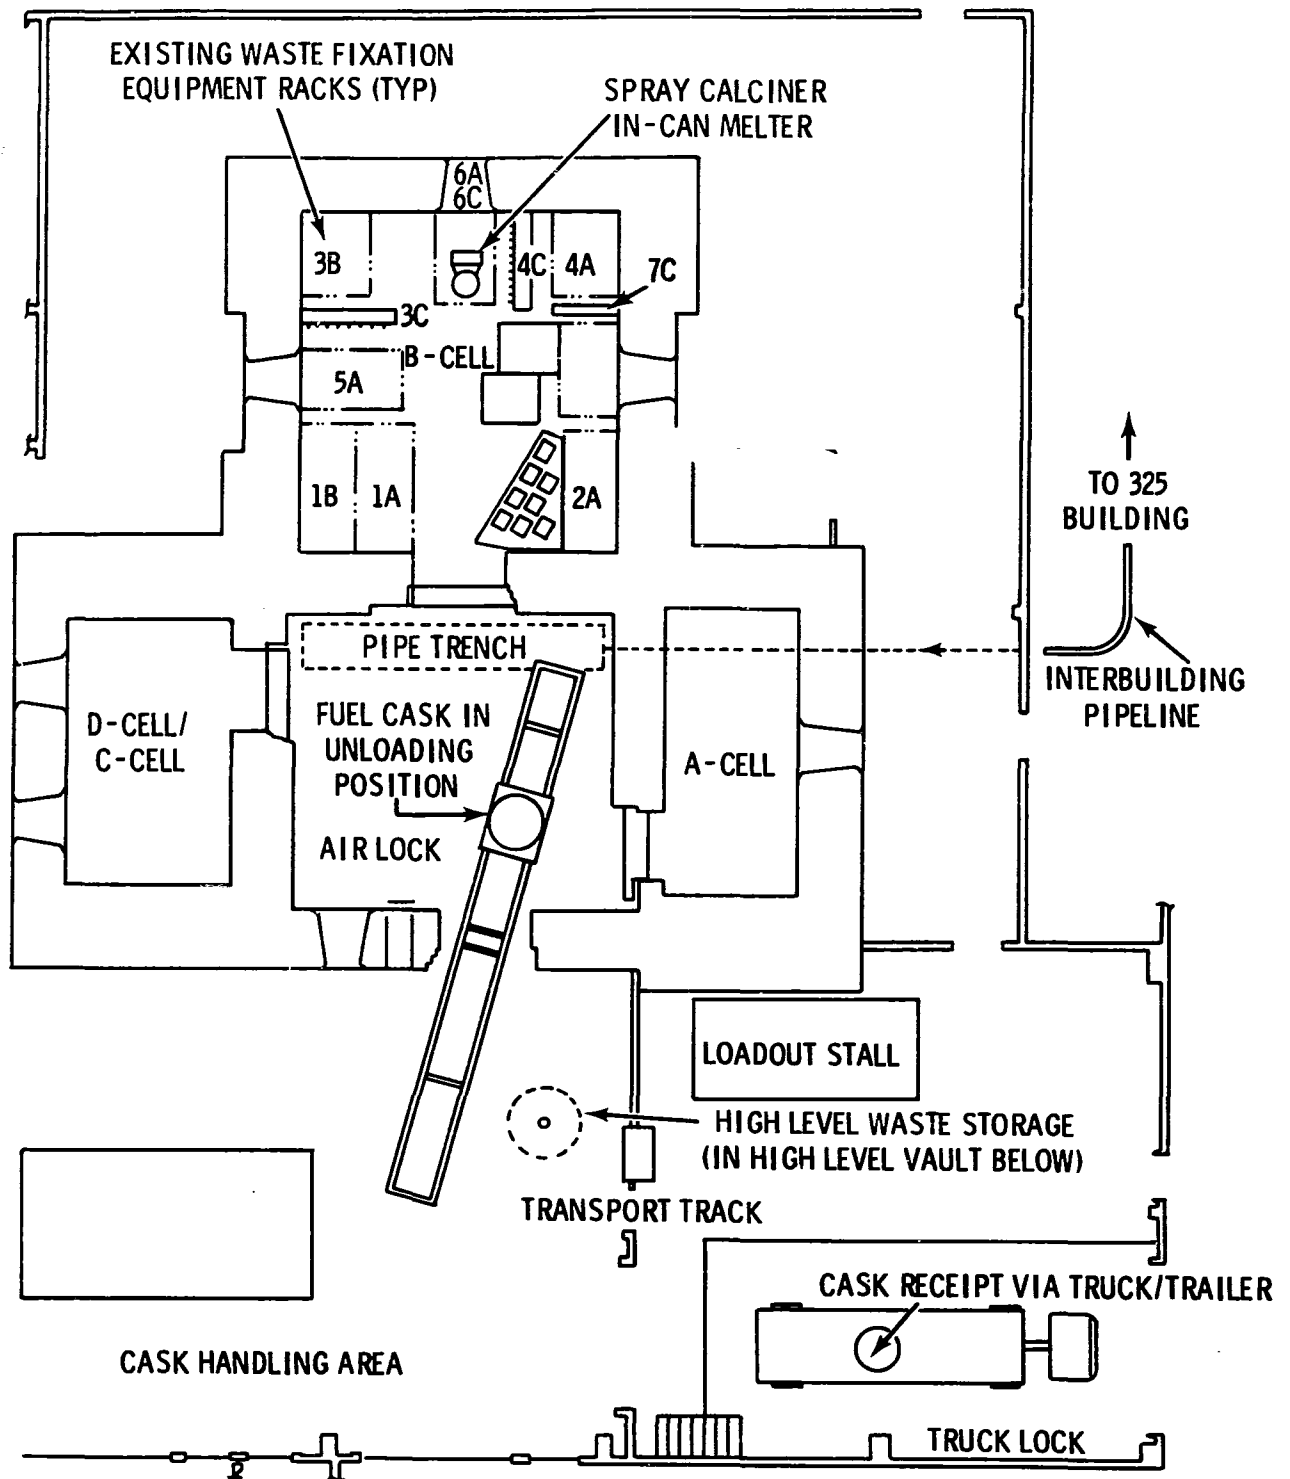 EXISTING WASTE FIXATION
EQUIPMENT RACKS (TYP)
SPRAY CALCINER
IN-CAN MELTER
6A
6C
3B
4C
4A
7C
3C
B-CELL
5A
1B
1A
2A
TO 325
BUILDING
PIPE TRENCH
INTERBUILDING
PIPELINE
D-CELL/
C-CELL
FUEL CASK IN
UNLOADING
POSITION
A-CELL
AIR LOCK
LOADOUT STALL
HIGH LEVEL WASTE STORAGE
(IN HIGH LEVEL VAULT BELOW)
TRANSPORT TRACK
CASK RECEIPT VIA TRUCK/TRAILER
CASK HANDLING AREA
TRUCK LOCK